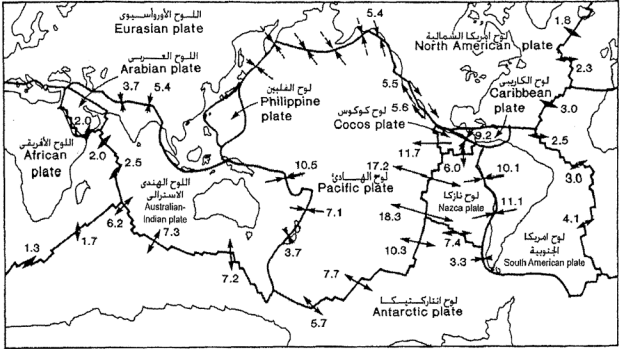 اللوح الأوراسيوى
Eurasian plate
5.4
لوح امريكا الشمالية
North American plate
1.8
2.3
اللوح العربى
Arabian plate
3.7
5.4
لوح الفلبين
Philippine
plate
5.5
5.6
لوح الكاريبى
Caribbean
plate
3.0
لوح كوكوس
Cocos plate
12.0
9.2
2.5
اللوح الأفريقى
African
plate
2.0
2.5
11.7
6.0
10.5
17.2
10.1
3.0
اللوح الهندى
الاسترالى
Australian-
Indian plate
لوح الهادئ
Pacific plate
لوح نازكا
Nazca plate
11.1
7.1
18.3
4.1
6.2
7.3
1.3
1.7
3.7
10.3
7.4
3.3
لوح امريكا
الجنوبية
South American plate
7.2
7.7
5.7
لوح انتاركتيكا
Antarctic plate